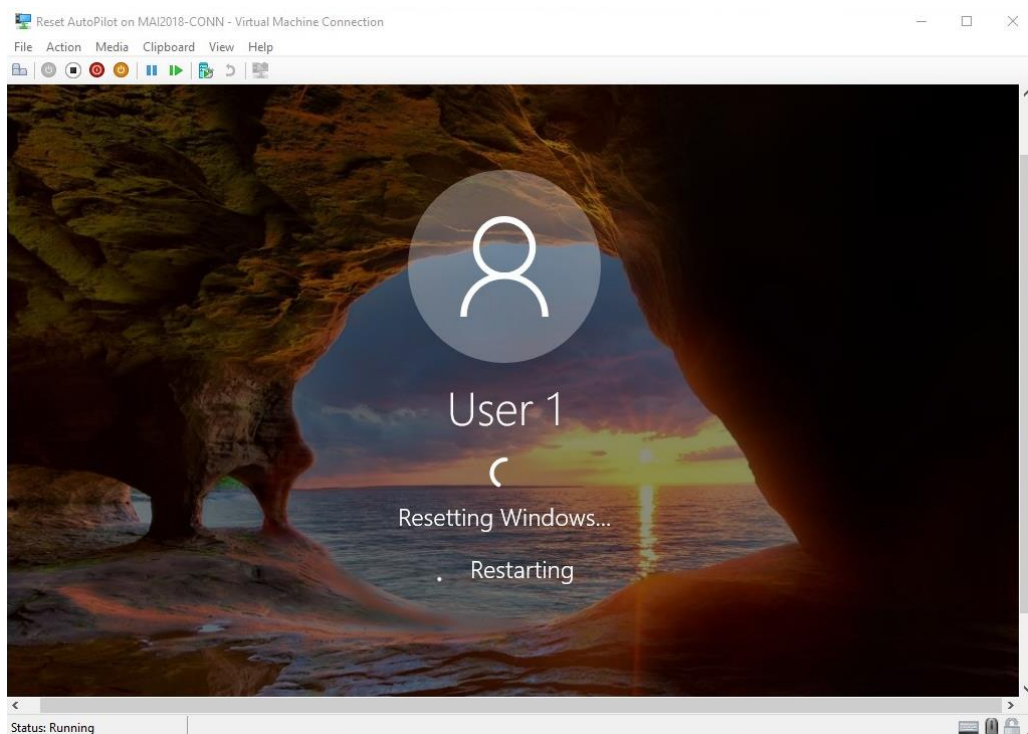 Reset AutoPilot on MAI2018-CONN - Virtual Machine Connection
File Action Media Clipboard View Help
User 1
Resetting Windows...
Restarting
Status: Running